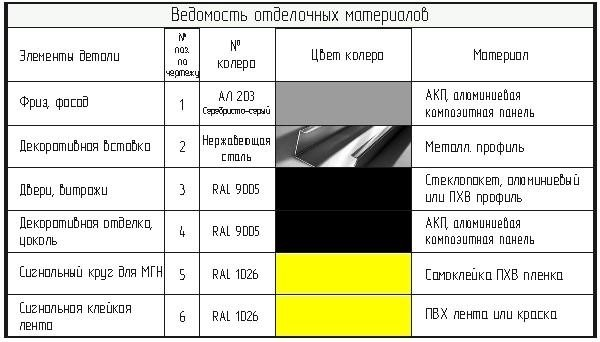 Ведомость отделочных материалов
Элементы детали
№
поз.
по
чертежу
№
колера
Цвет колера
Материал
Фриз, фасад
1
АЛ 203
Серебристо-серый
АКП, алюминиевая
композитная панель
Декоративная вставка
2
Нержавеющая
сталь
Металл. профиль
Двери, витражи
3
RAL 9005
Стеклопакет, алюминиевый
или ПХВ профиль
Декоративная отделка,
цоколь
4
RAL 9005
АКП, алюминиевая
композитная панель
Сигнальный круг для МГН
5
RAL 1026
Самоклейка ПХВ пленка
Сигнальная клейкая
лента
6
RAL 1026
ПВХ лента или краска